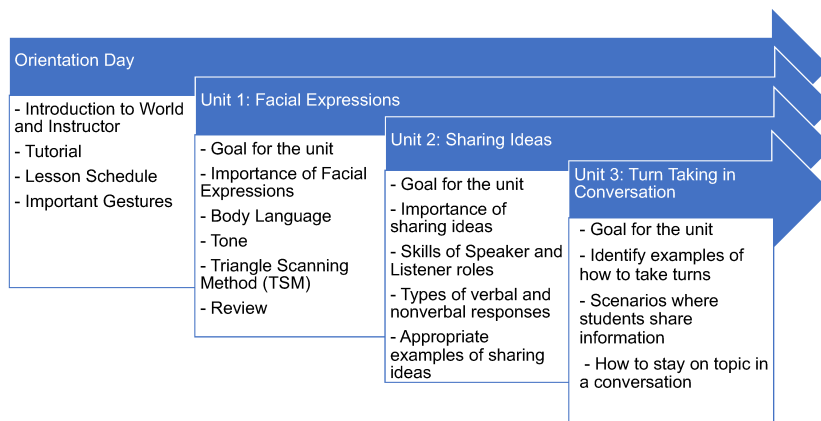 Orientation Day
- Introduction to World
and Instructor
- Tutorial
- Lesson Schedule
- Important Gestures
Unit 1: Facial Expressions
- Goal for the unit
- Importance of Facial
Expressions
- Body Language
- Tone
- Triangle Scanning
Method (TSM)
- Review
Unit 2: Sharing Ideas
- Goal for the unit
- Importance of
sharing ideas
- Skills of Speaker and
Listener roles
- Types of verbal and
nonverbal responses
- Appropriate
examples of sharing
ideas
Unit 3: Turn Taking in
Conversation
- Goal for the unit
- Identify examples of
how to take turns
- Scenarios where
students share
information
- How to stay on topic in
a conversation